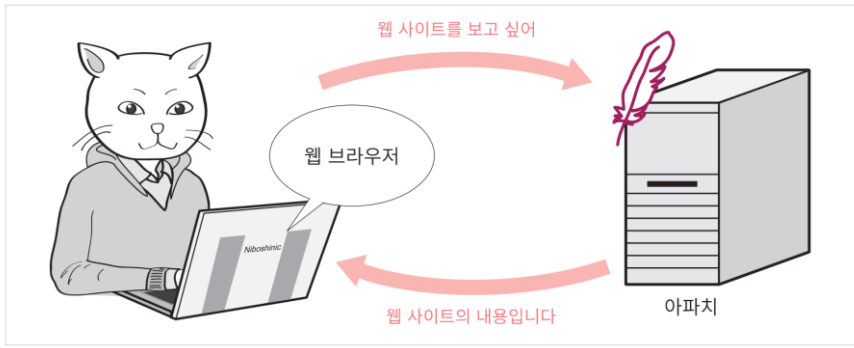 웹 사이트를 보고 싶어
웹 브라우저
Niboshinic
웹 사이트의 내용입니다
아파치